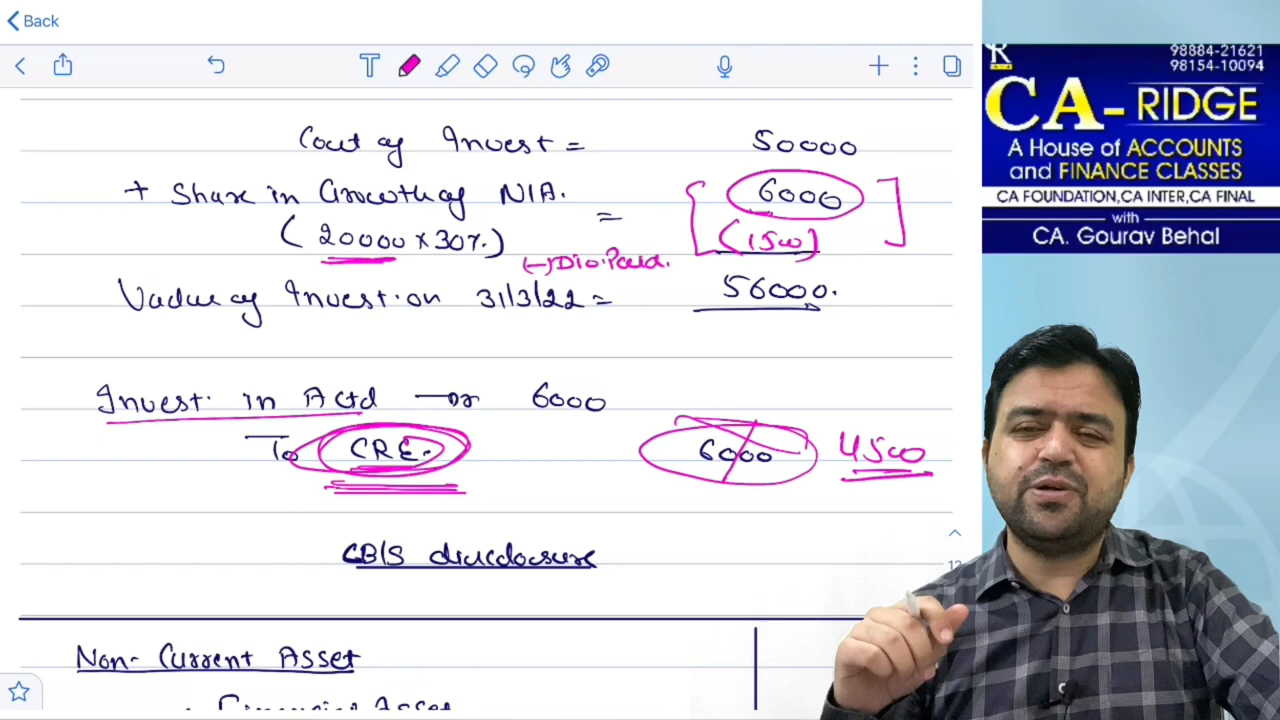 Back
98884-21621
98154-10094
R
CA- RIDGE
A House of ACCOUNTS
and FINANCE CLASSES
CA FOUNDATION,CA INTER,CA FINAL
with
CA. Gourav Behal
Cost of Invest = 50000
+ Share in Growth of N/A. = 6000
(20000 × 30%) (1500)
(-) Div. Paid.
Value of Invest. on 31/3/22 = 56000.
Invest. in A Ltd - Dr 6000
To CRE. 6000 4500
CB/S disclosure
Non- Current Asset
Financial Asset